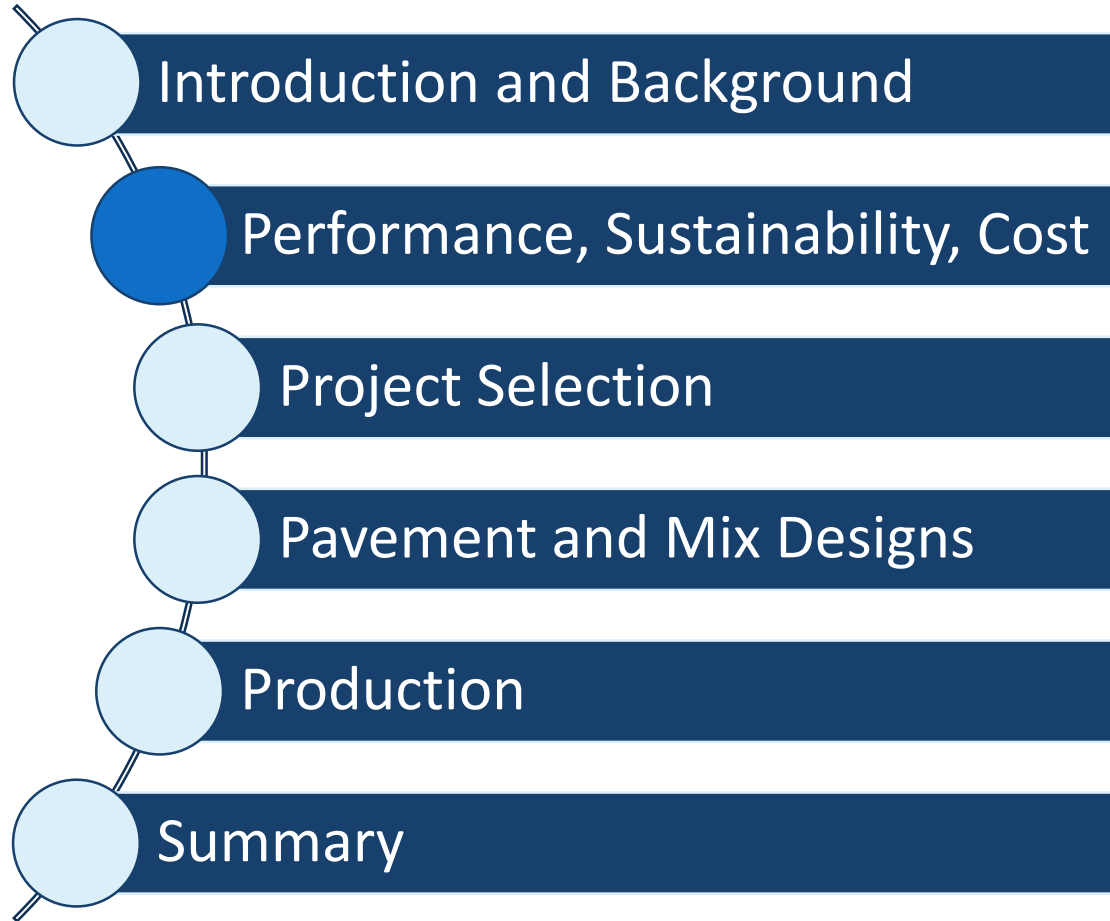 Introduction and Background
Performance, Sustainability, Cost
Project Selection
Pavement and Mix Designs
Production
Summary